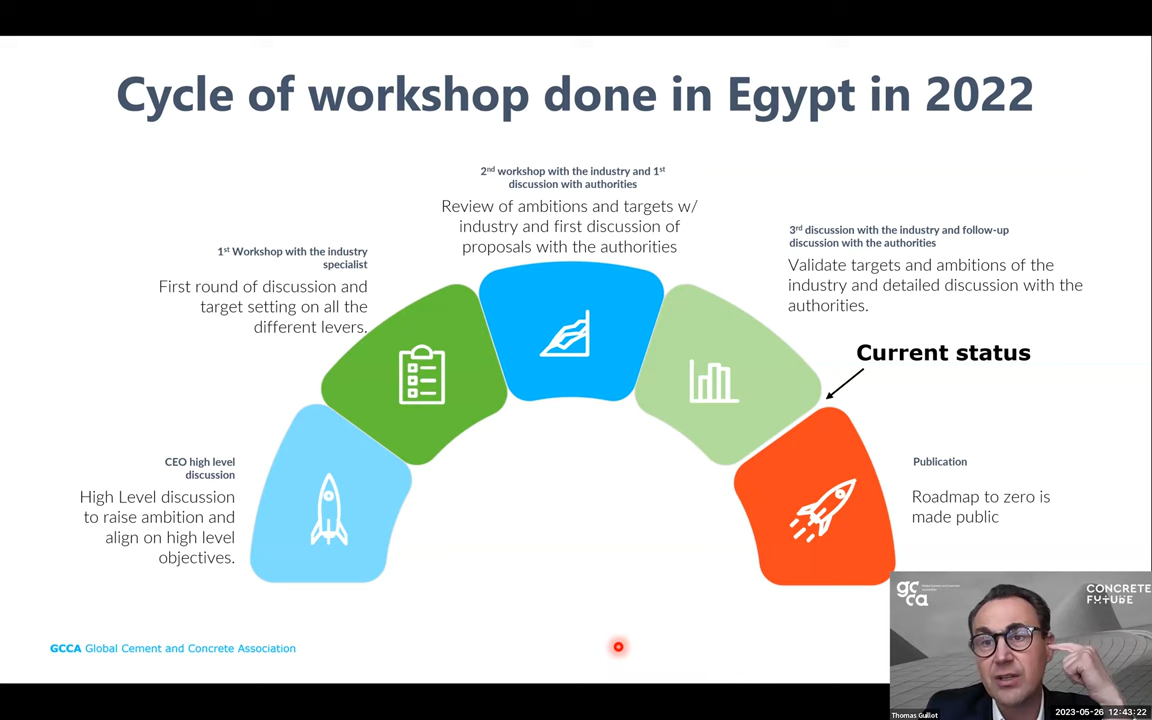 Cycle of workshop done in Egypt in 2022
2nd workshop with the industry and 1st
discussion with authorities
Review of ambitions and targets w/
industry and first discussion of
proposals with the authorities
1st Workshop with the industry
specialist
First round of discussion and
target setting on all the
different levers.
3rd discussion with the industry and follow-up
discussion with the authorities
Validate targets and ambitions of the
industry and detailed discussion with the
authorities.
Current status
CEO high level
discussion
High Level discussion
to raise ambition and
align on high level
objectives.
Publication
Roadmap to zero is
made public
GCCA Global Cement and Concrete Association
gc
ca
CONCRETE
FUTURE
Thomas Guillot
2023-05-26 12:43:22